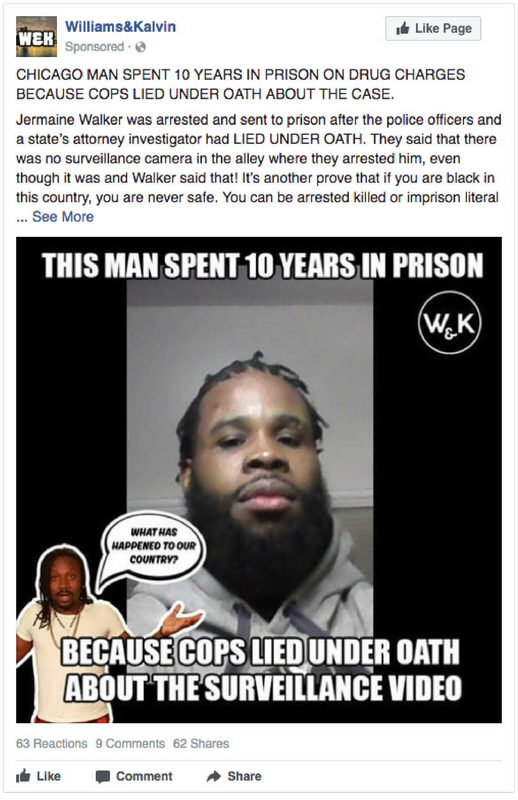 WEH
Williams&Kalvin
Like Page
Sponsored ·
CHICAGO MAN SPENT 10 YEARS IN PRISON ON DRUG CHARGES
BECAUSE COPS LIED UNDER OATH ABOUT THE CASE.
Jermaine Walker was arrested and sent to prison after the police officers and
a state's attorney investigator had LIED UNDER OATH. They said that there
was no surveillance camera in the alley where they arrested him, even
though it was and Walker said that! It's another prove that if you are black in
this country, you are never safe. You can be arrested killed or imprison literal
... See More
THIS MAN SPENT 10 YEARS IN PRISON
W&K
WHAT HAS
HAPPENED TO OUR
COUNTRY?
BECAUSE COPS LIED UNDER OATH
ABOUT THE SURVEILLANCE VIDEO
63 Reactions 9 Comments 62 Shares
Like Comment Share